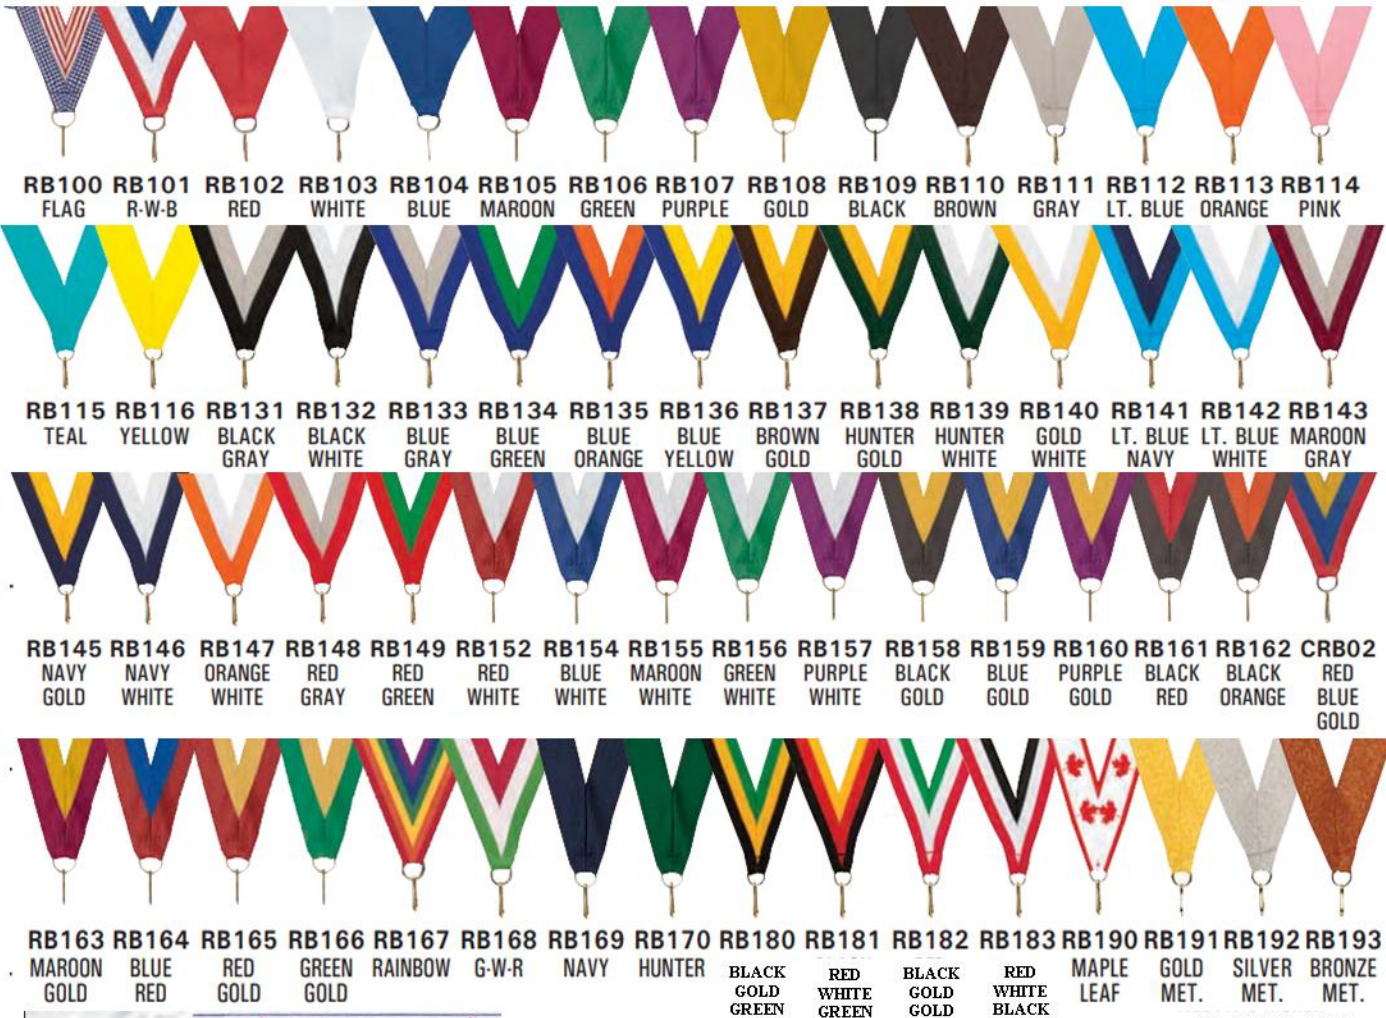 RB100 RB101 RB102 RB103 RB104 RB105 RB106 RB107 RB108 RB109 RB110 RB111 RB112 RB113 RB114
FLAG R-W-B RED WHITE BLUE MAROON GREEN PURPLE GOLD BLACK BROWN GRAY LT. BLUE ORANGE PINK
RB115 RB116 RB131 RB132 RB133 RB134 RB135 RB136 RB137 RB138 RB139 RB140 RB141 RB142 RB143
TEAL YELLOW BLACK BLACK BLUE BLUE BLUE BLUE BROWN HUNTER HUNTER GOLD LT. BLUE LT. BLUE MAROON
GRAY WHITE GRAY GREEN ORANGE YELLOW GOLD GOLD WHITE WHITE NAVY WHITE GRAY
RB145 RB146 RB147 RB148 RB149 RB152 RB154 RB155 RB156 RB157 RB158 RB159 RB160 RB161 RB162 CRB02
NAVY NAVY ORANGE RED RED RED BLUE MAROON GREEN PURPLE BLACK BLUE PURPLE BLACK BLACK RED
GOLD WHITE WHITE GRAY GREEN WHITE WHITE WHITE WHITE WHITE GOLD GOLD GOLD RED ORANGE BLUE
GOLD
RB163 RB164 RB165 RB166 RB167 RB168 RB169 RB170 RB180 RB181 RB182 RB183 RB190 RB191 RB192 RB193
MAROON BLUE RED GREEN RAINBOW G-W-R NAVY HUNTER BLACK RED BLACK RED MAPLE GOLD SILVER BRONZE
GOLD RED GOLD GOLD GOLD WHITE GOLD WHITE LEAF MET. MET. MET.
GREEN GREEN GOLD BLACK